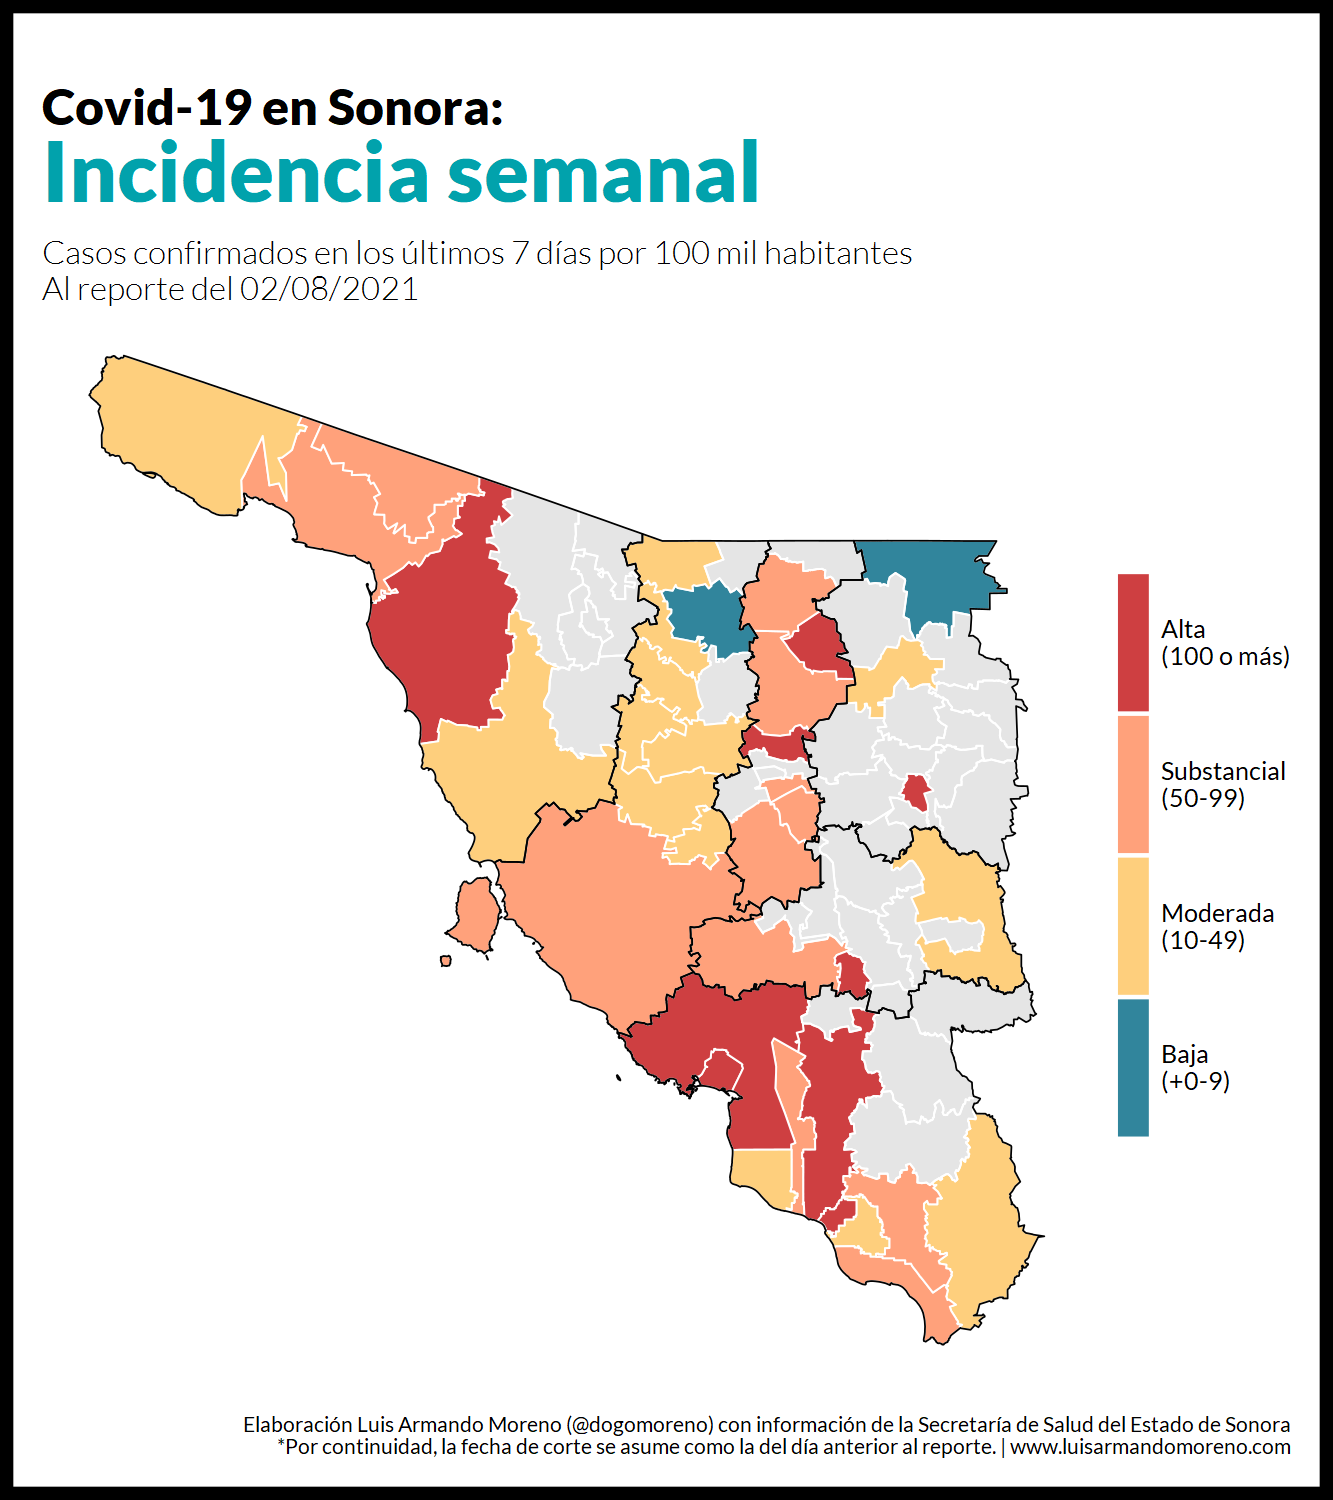 Covid-19 en Sonora:
Incidencia semanal
Casos confirmados en los últimos 7 días por 100 mil habitantes
Al reporte del 02/08/2021
Alta
(100 o más)
Substancial
(50-99)
Moderada
(10-49)
Baja
(+0-9)
Elaboración Luis Armando Moreno (@dogomoreno) con información de la Secretaría de Salud del Estado de Sonora
*Por continuidad, la fecha de corte se asume como la del día anterior al reporte. | www.luisarmandomoreno.com